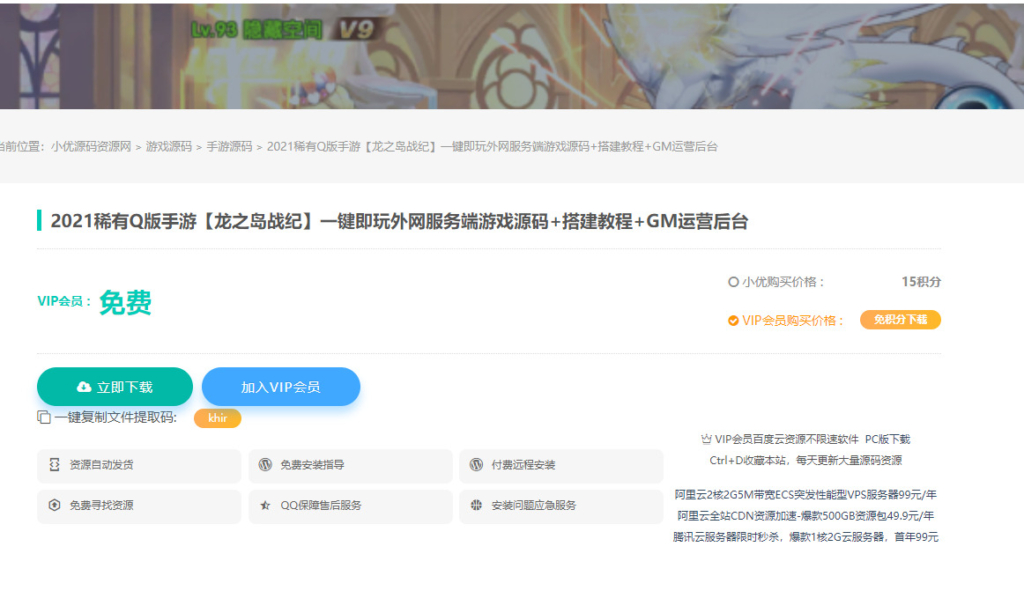 Lv.93 隐藏空间 V9
当前位置：小优源码资源网 > 游戏源码 > 手游源码 > 2021稀有Q版手游【龙之岛战纪】一键即玩外网服务端游戏源码+搭建教程+GM运营后台
2021稀有Q版手游【龙之岛战纪】一键即玩外网服务端游戏源码+搭建教程+GM运营后台
小优购买价格： 15积分
VIP会员： 免费
VIP会员购买价格： 免积分下载
立即下载 加入VIP会员
一键复制文件提取码: khir
VIP会员百度云资源不限速软件 PC版下载
Ctrl+D收藏本站，每天更新大量源码资源
资源自动发货 免费安装指导 付费远程安装
免费寻找资源 QQ保障售后服务 安装问题应急服务
阿里云2核2G5M带宽ECS突发性能型VPS服务器99元/年
阿里云全站CDN资源加速-爆款500GB资源包49.9元/年
腾讯云服务器限时秒杀，爆款1核2G云服务器，首年99元